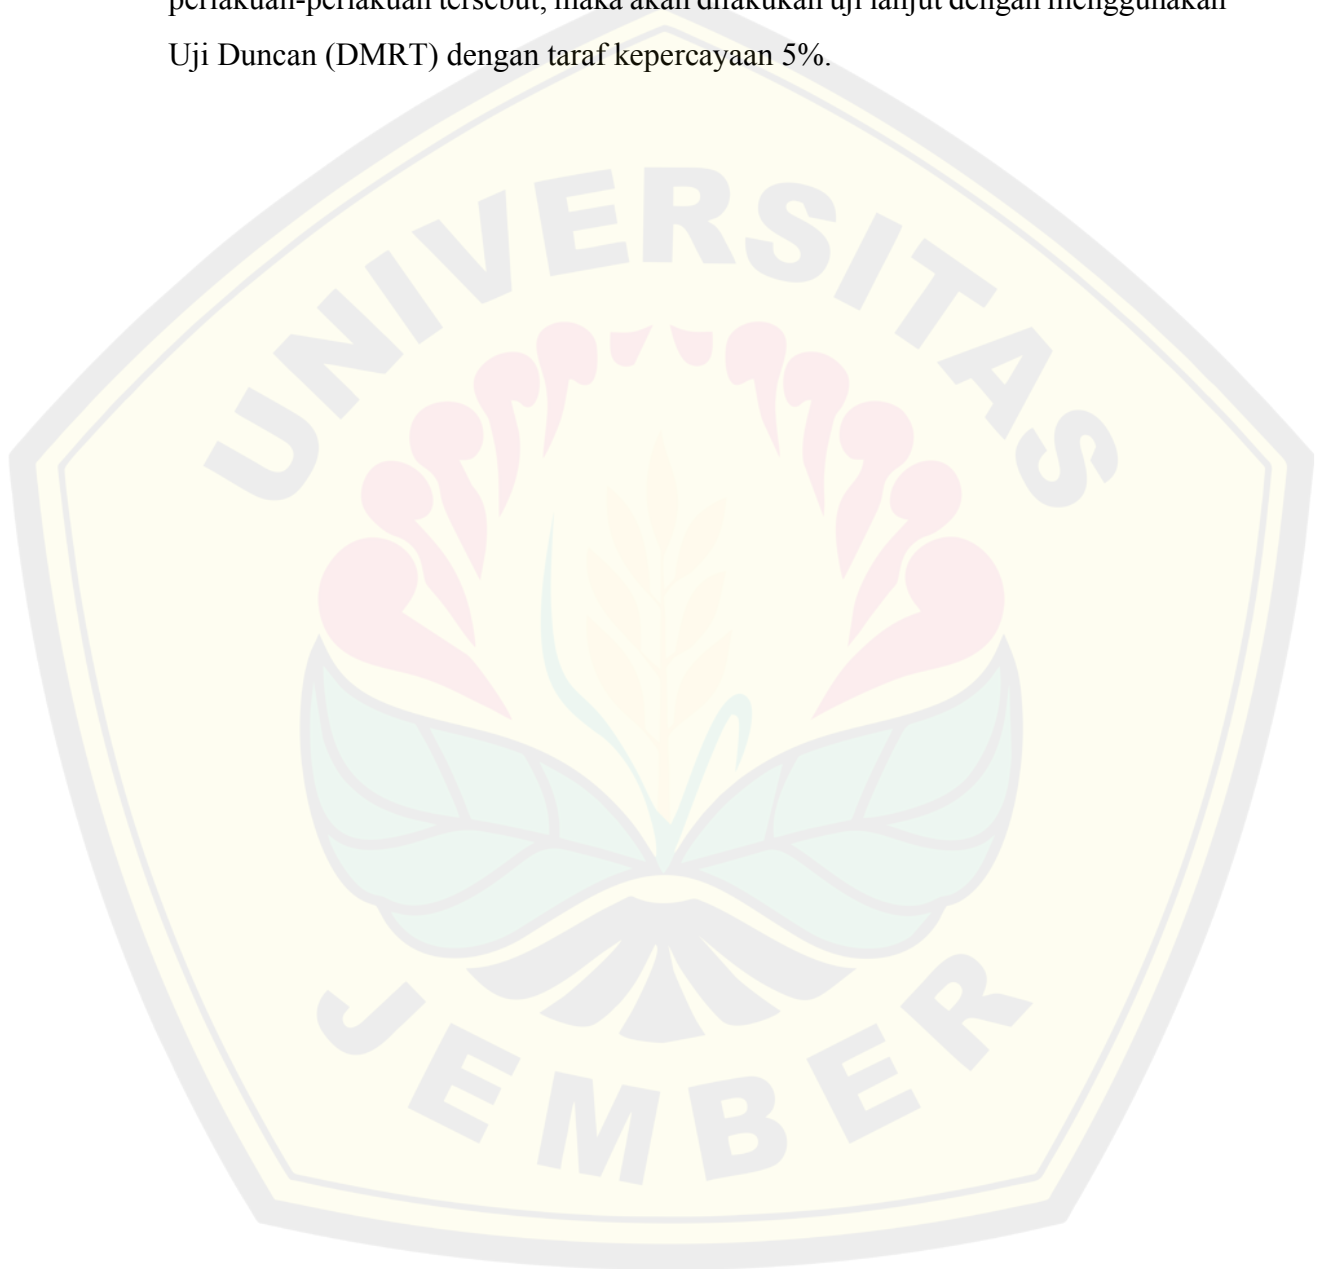 perlakuan-perlakuan tersebut, maka akan dilakukan uji lanjut dengan menggunakan
Uji Duncan (DMRT) dengan taraf kepercayaan 5%.
UNIVERSITAS
JEMBER